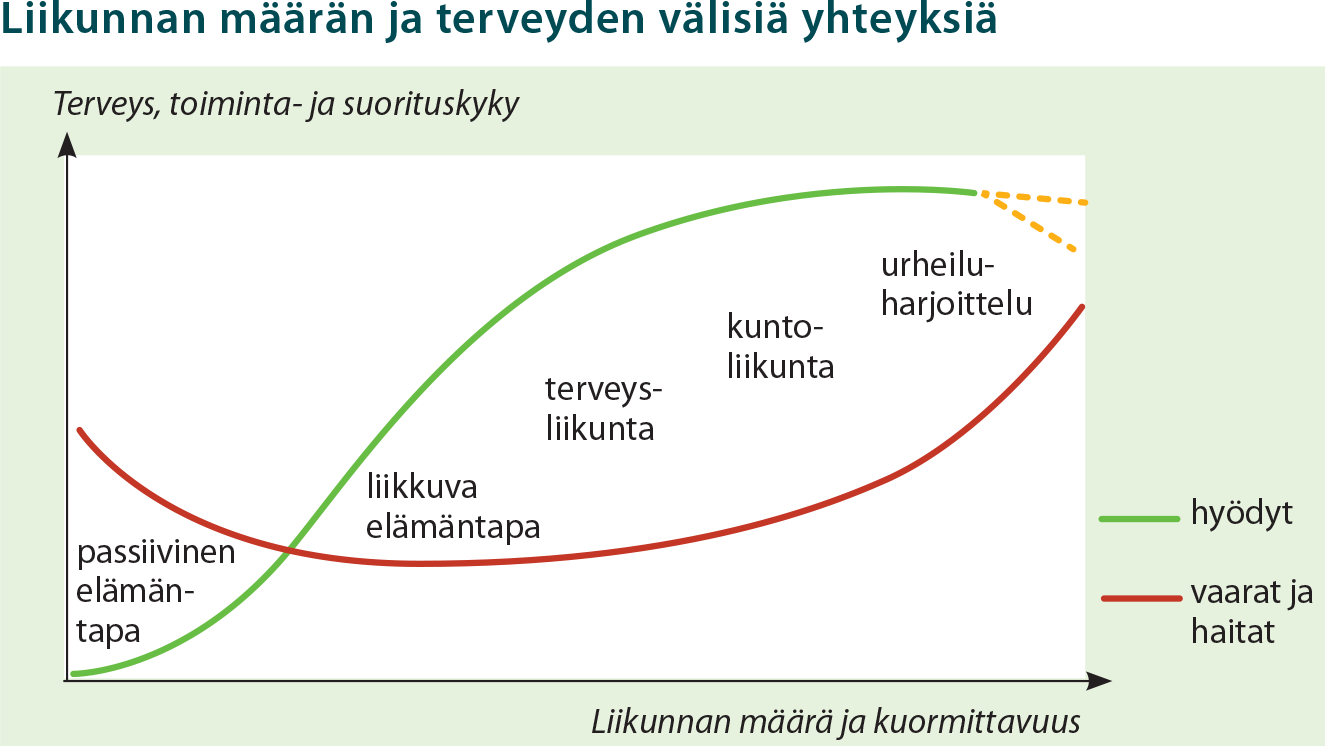 Liikunnan määrän ja terveyden välisiä yhteyksiä
Terveys, toiminta- ja suorituskyky
urheilu-
harjoittelu
kunto-
liikunta
terveys-
liikunta
liikkuva
elämäntapa
passiivinen
elämän-
tapa
hyödyt
vaarat ja
haitat
Liikunnan määrä ja kuormittavuus